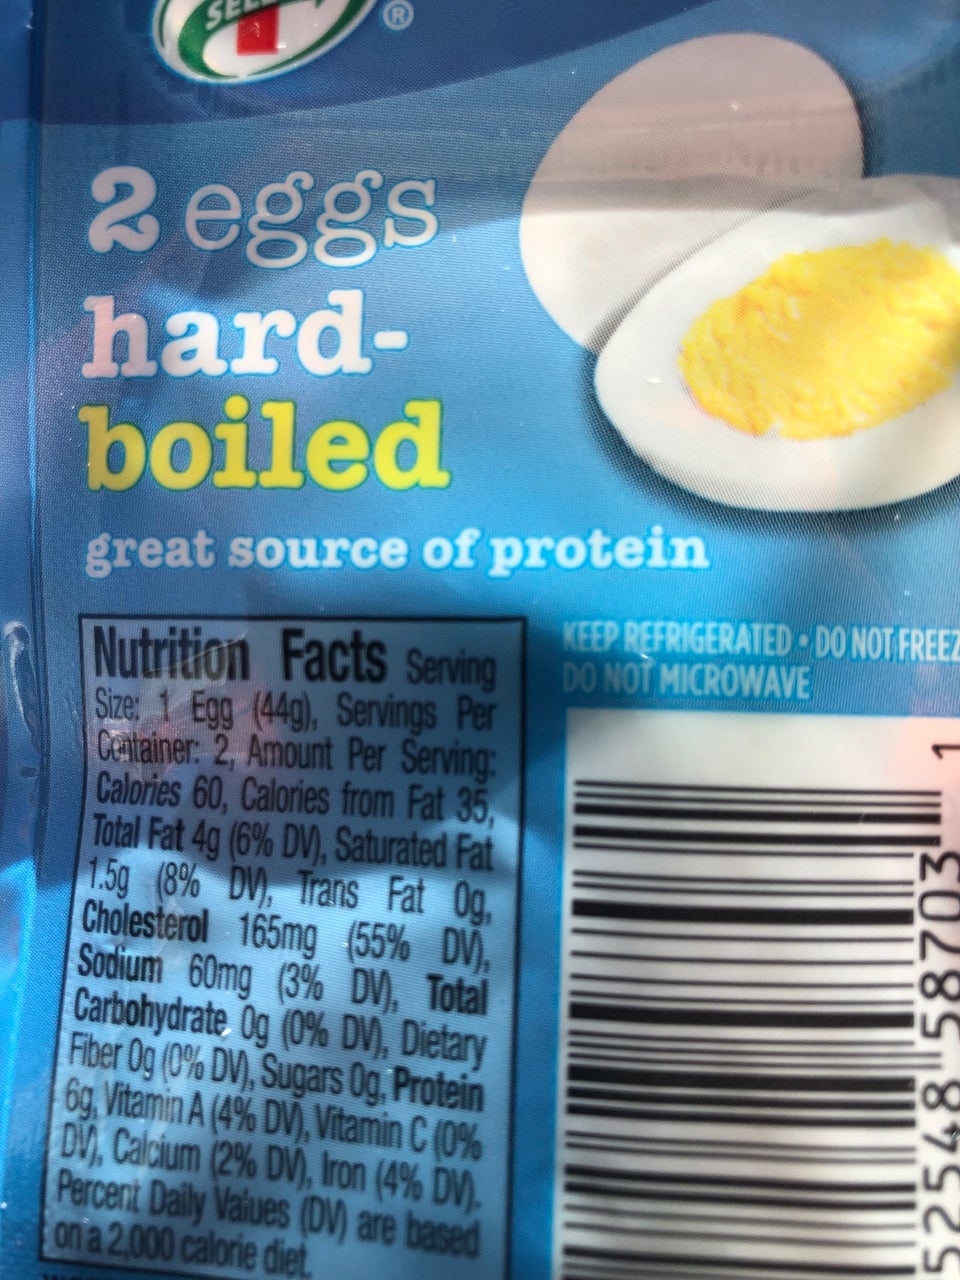 ®
2 eggs
hard-
boiled
great source of protein
Nutrition Facts Serving
Size: 1 Egg (44g), Servings Per
Container: 2, Amount Per Serving:
Calories 60, Calories from Fat 35,
Total Fat 4g (6% DV), Saturated Fat
1.5g (8% DV), Trans Fat 0g,
Cholesterol 165mg (55% DV),
Sodium 60mg (3% DV), Total
Carbohydrate 0g (0% DV), Dietary
Fiber 0g (0% DV), Sugars 0g, Protein
6g, Vitamin A (4% DV), Vitamin C (0%
DV), Calcium (2% DV), Iron (4% DV).
Percent Daily Values (DV) are based
on a 2,000 calorie diet.
KEEP REFRIGERATED • DO NOT FREEZ
DO NOT MICROWAVE
52548 58703 1